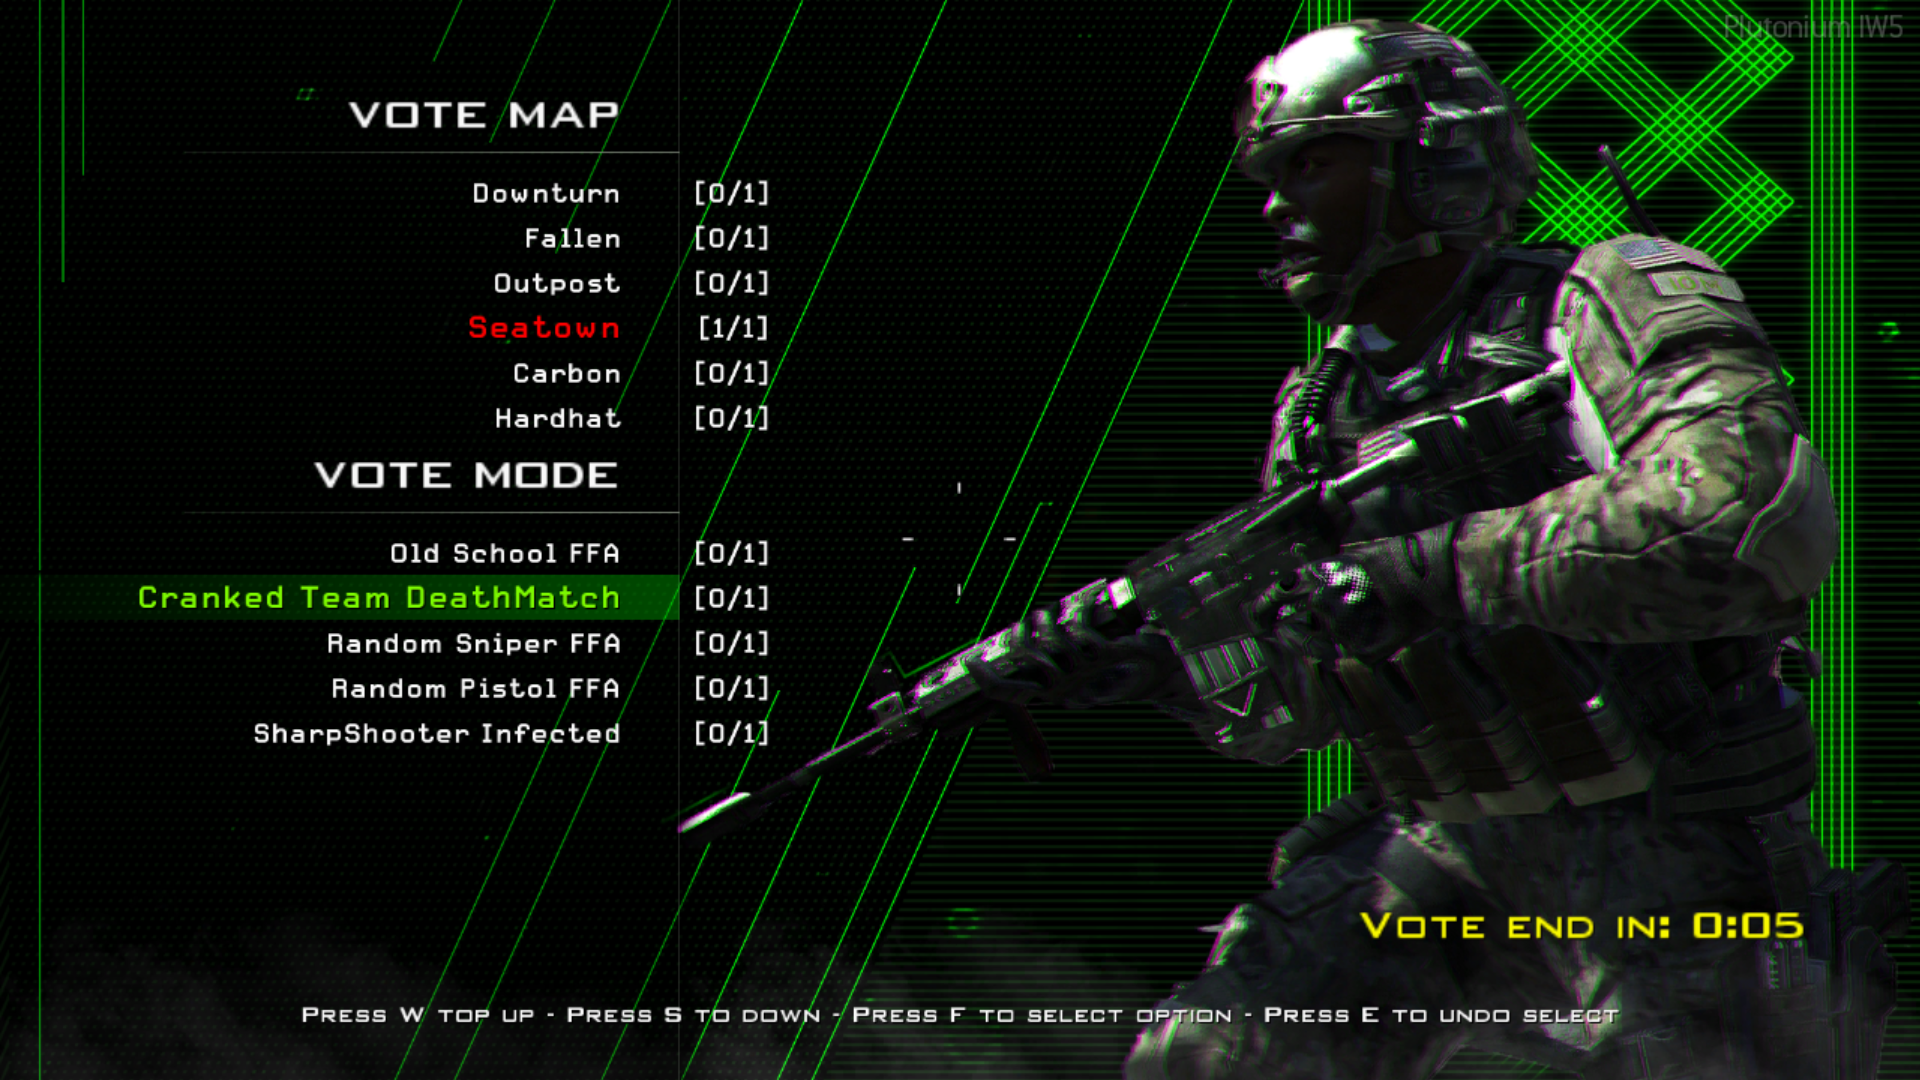 Plutonium IW5
VOTE MAP
Downturn [0/1]
Fallen [0/1]
Outpost [0/1]
Seatown [1/1]
Carbon [0/1]
Hardhat [0/1]
VOTE MODE
Old School FFA [0/1]
Cranked Team DeathMatch [0/1]
Random Sniper FFA [0/1]
Random Pistol FFA [0/1]
SharpShooter Infected [0/1]
VOTE END IN: 0:05
PRESS W TOP UP - PRESS S TO DOWN - PRESS F TO SELECT OPTION - PRESS E TO UNDO SELECT